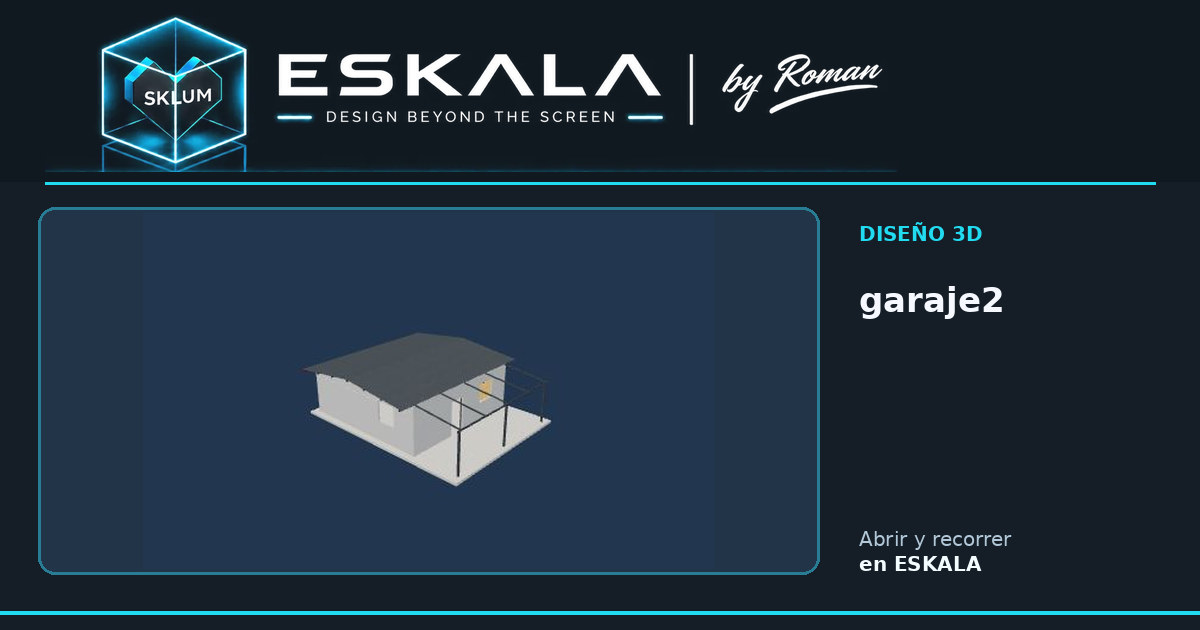 SKLUM
ESKALA
DESIGN BEYOND THE SCREEN
by Roman
DISEÑO 3D
garaje2
Abrir y recorrer
en ESKALA